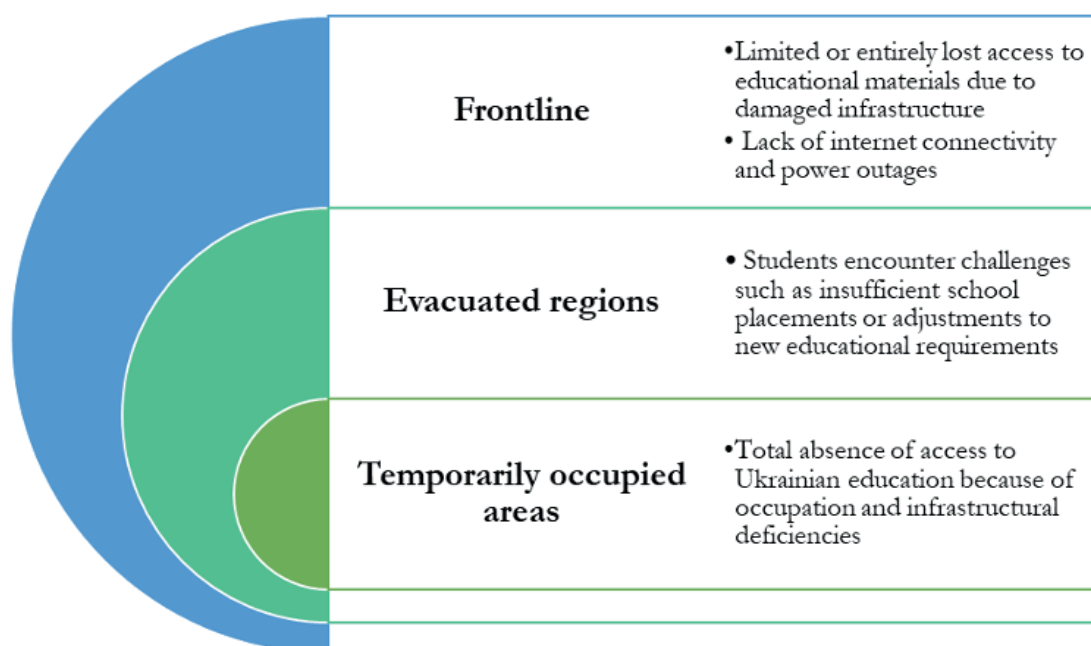 Frontline
•Limited or entirely lost access to
educational materials due to
damaged infrastructure
• Lack of internet connectivity
and power outages
Evacuated regions
• Students encounter challenges
such as insufficient school
placements or adjustments to
new educational requirements
Temporarily occupied
areas
•Total absence of access to
Ukrainian education because of
occupation and infrastructural
deficiencies